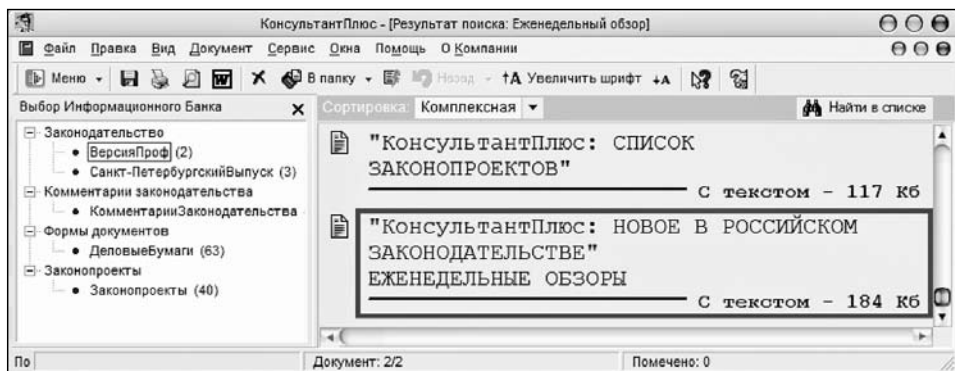 КонсультантПлюс - [Результат поиска: Еженедельный обзор]
Файл Правка Вид Документ Сервис Окна Помощь О Компании
Меню В папку Назад Увеличить шрифт
Выбор Информационного Банка
Сортировка: Комплексная Найти в списке
Законодательство
ВерсияПроф (2)
Санкт-ПетербургскийВыпуск (3)
Комментарии законодательства
КомментарииЗаконодательства
Формы документов
ДеловыеБумаги (63)
Законопроекты
Законопроекты (40)
"КонсультантПлюс: СПИСОК
ЗАКОНОПРОЕКТОВ"
С текстом - 117 Кб
"КонсультантПлюс: НОВОЕ В РОССИЙСКОМ
ЗАКОНОДАТЕЛЬСТВЕ"
ЕЖЕНЕДЕЛЬНЫЕ ОБЗОРЫ
С текстом - 184 Кб
По Документ: 2/2 Помечено: 0